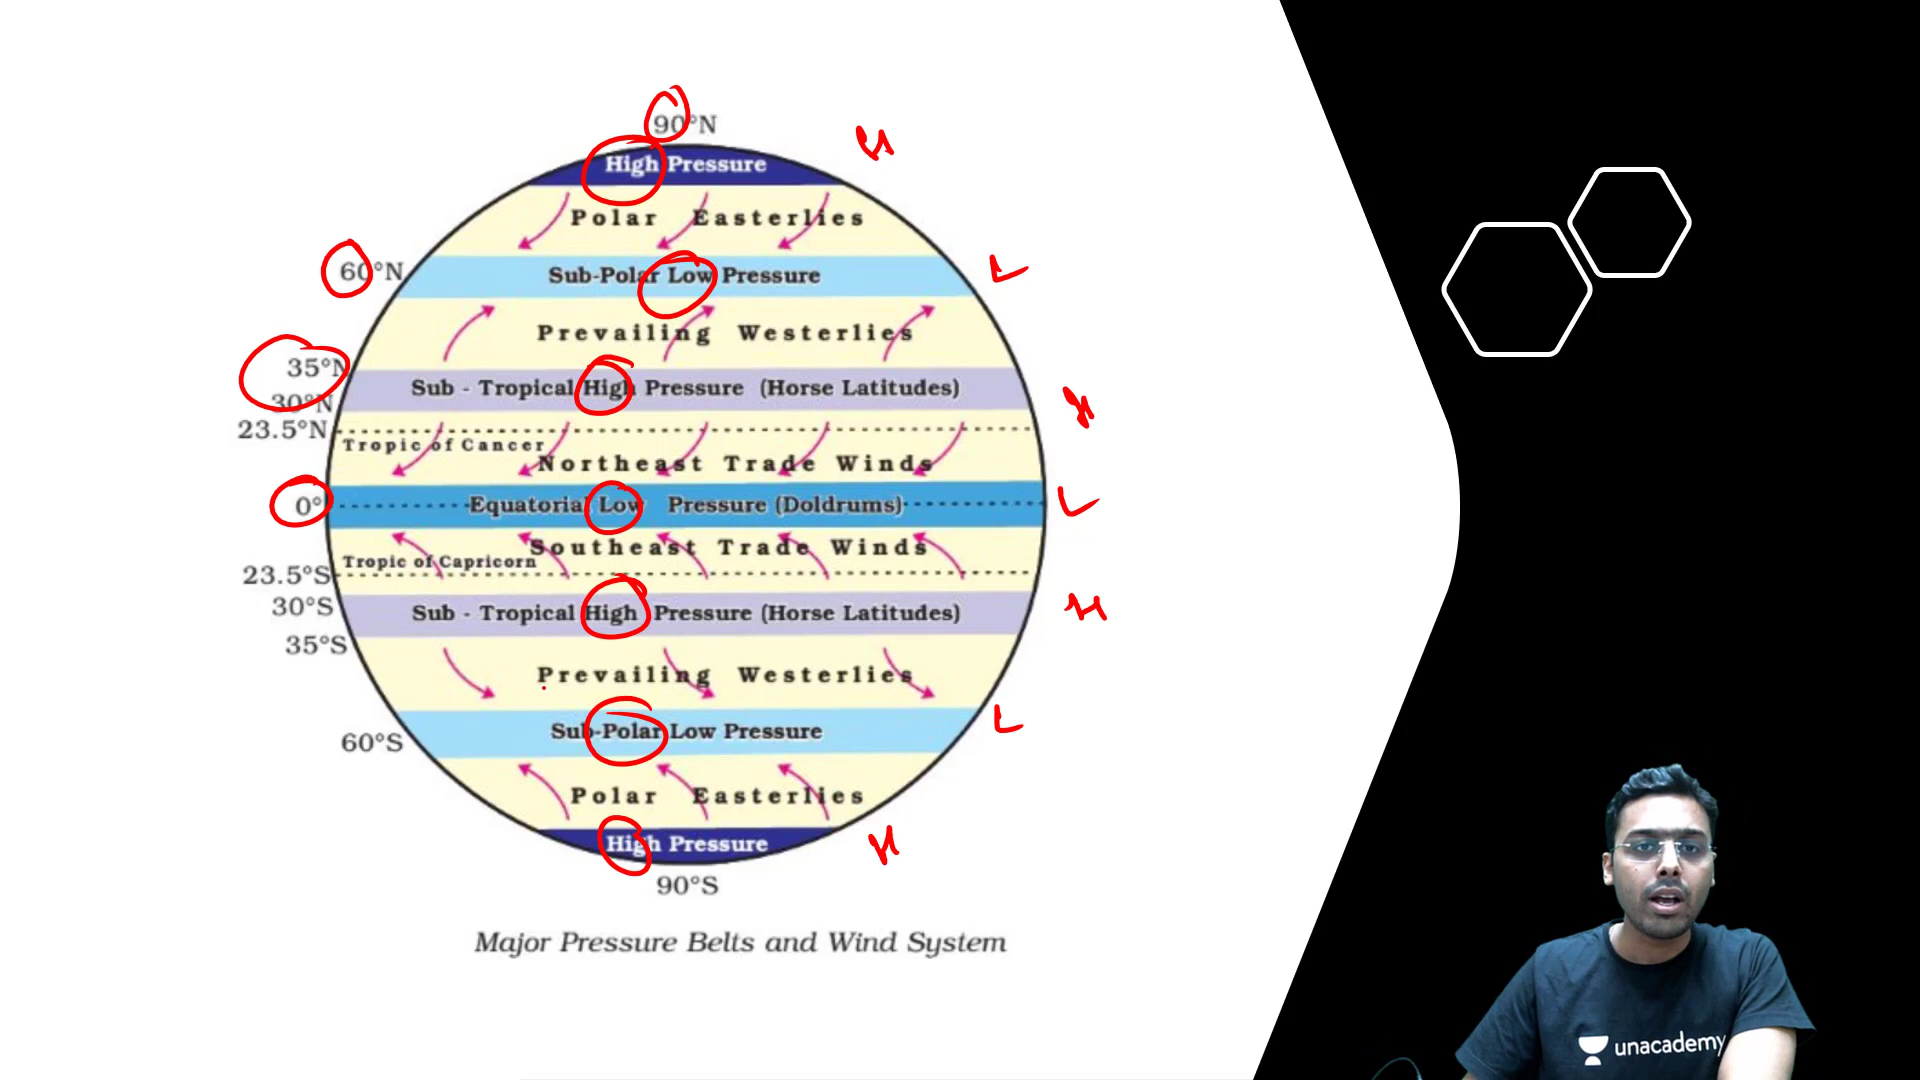 90°N
H
High Pressure
Polar Easterlies
60°N
Sub-Polar Low Pressure
L
Prevailing Westerlies
35°N
Sub - Tropical High Pressure (Horse Latitudes)
H
30°N
23.5°N
Tropic of Cancer
Northeast Trade Winds
0°
Equatorial Low Pressure (Doldrums)
L
Southeast Trade Winds
Tropic of Capricorn
23.5°S
30°S
Sub - Tropical High Pressure (Horse Latitudes)
H
35°S
Prevailing Westerlies
60°S
Sub-Polar Low Pressure
L
Polar Easterlies
High Pressure
H
90°S
Major Pressure Belts and Wind System
unacademy